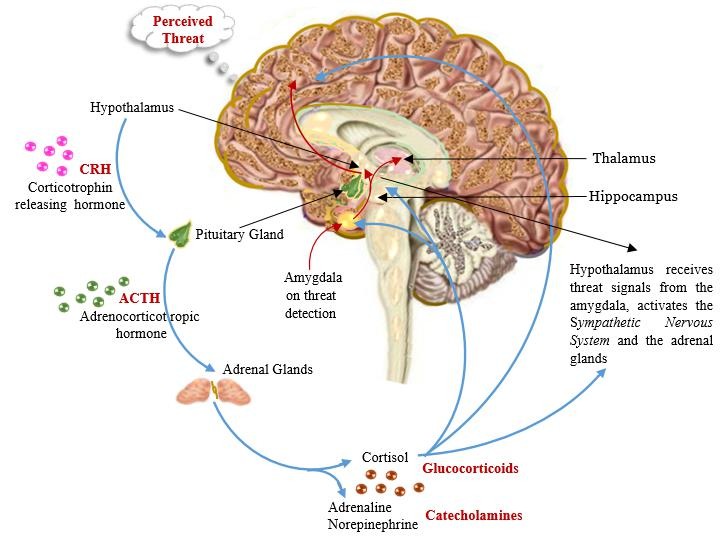 Perceived
Threat
Hypothalamus
CRH
Corticotrophin
releasing hormone
Thalamus
Hippocampus
Pituitary Gland
Amygdala
on threat
detection
Hypothalamus receives
threat signals from the
amygdala, activates the
Sympathetic Nervous
System and the adrenal
glands
ACTH
Adrenocorticotropic
hormone
Adrenal Glands
Cortisol
Glucocorticoids
Adrenaline
Norepinephrine
Catecholamines